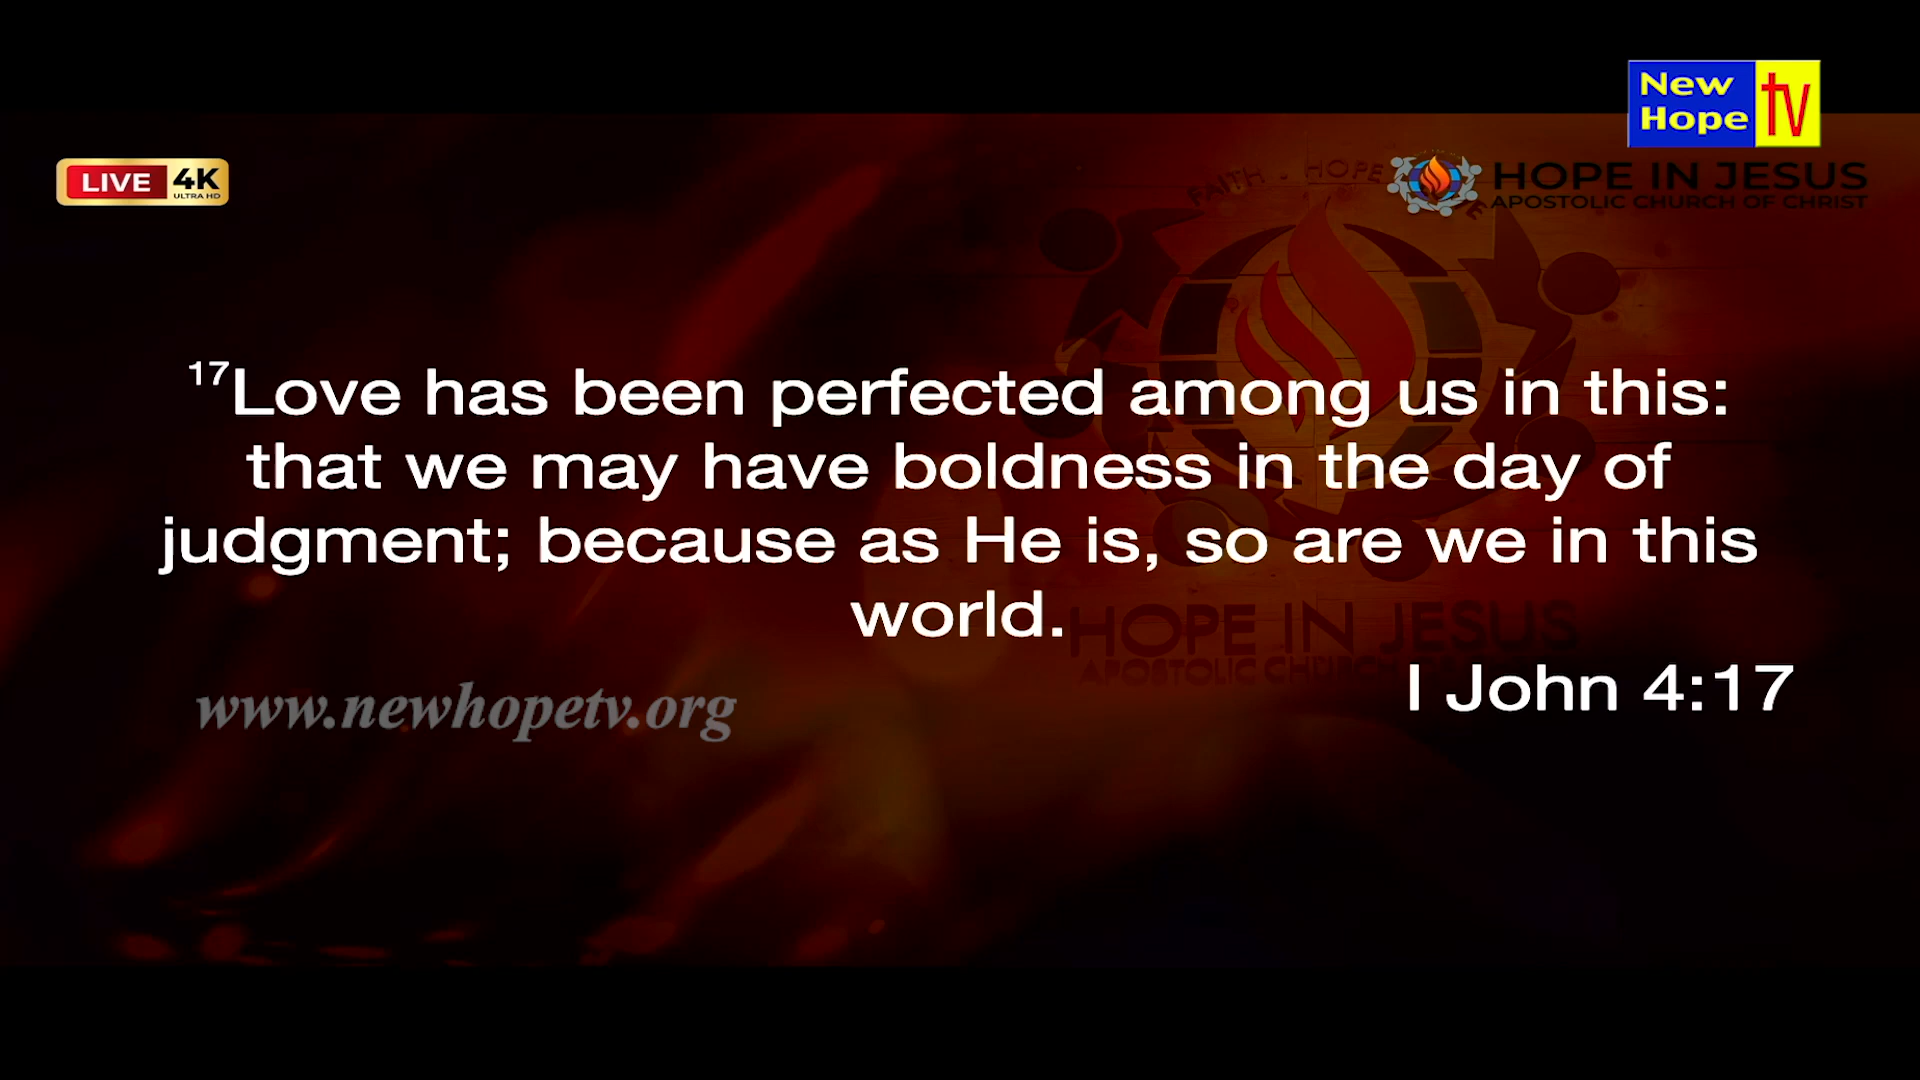 New
Hope
tv
LIVE 4K
ULTRA HD
FAITH . HOPE
HOPE IN JESUS
APOSTOLIC CHURCH OF CHRIST
17Love has been perfected among us in this:
that we may have boldness in the day of
judgment; because as He is, so are we in this
world.
HOPE IN JESUS
APOSTOLIC CHURCH
I John 4:17
www.newhopetv.org